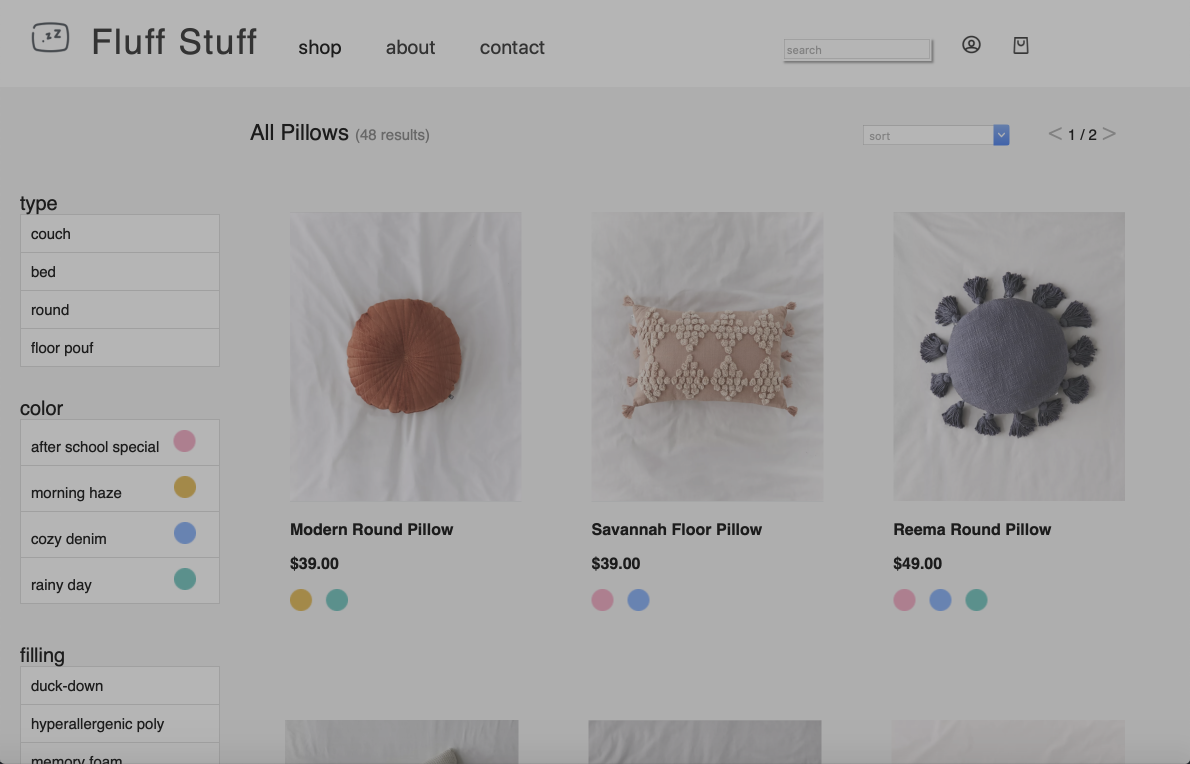 zZ
Fluff Stuff
shop
about
contact
search
All Pillows (48 results)
sort
< 1 / 2 >
type
couch
bed
round
floor pouf
color
after school special
morning haze
cozy denim
rainy day
filling
duck-down
hyperallergenic poly
memory foam
Modern Round Pillow
$39.00
Savannah Floor Pillow
$39.00
Reema Round Pillow
$49.00